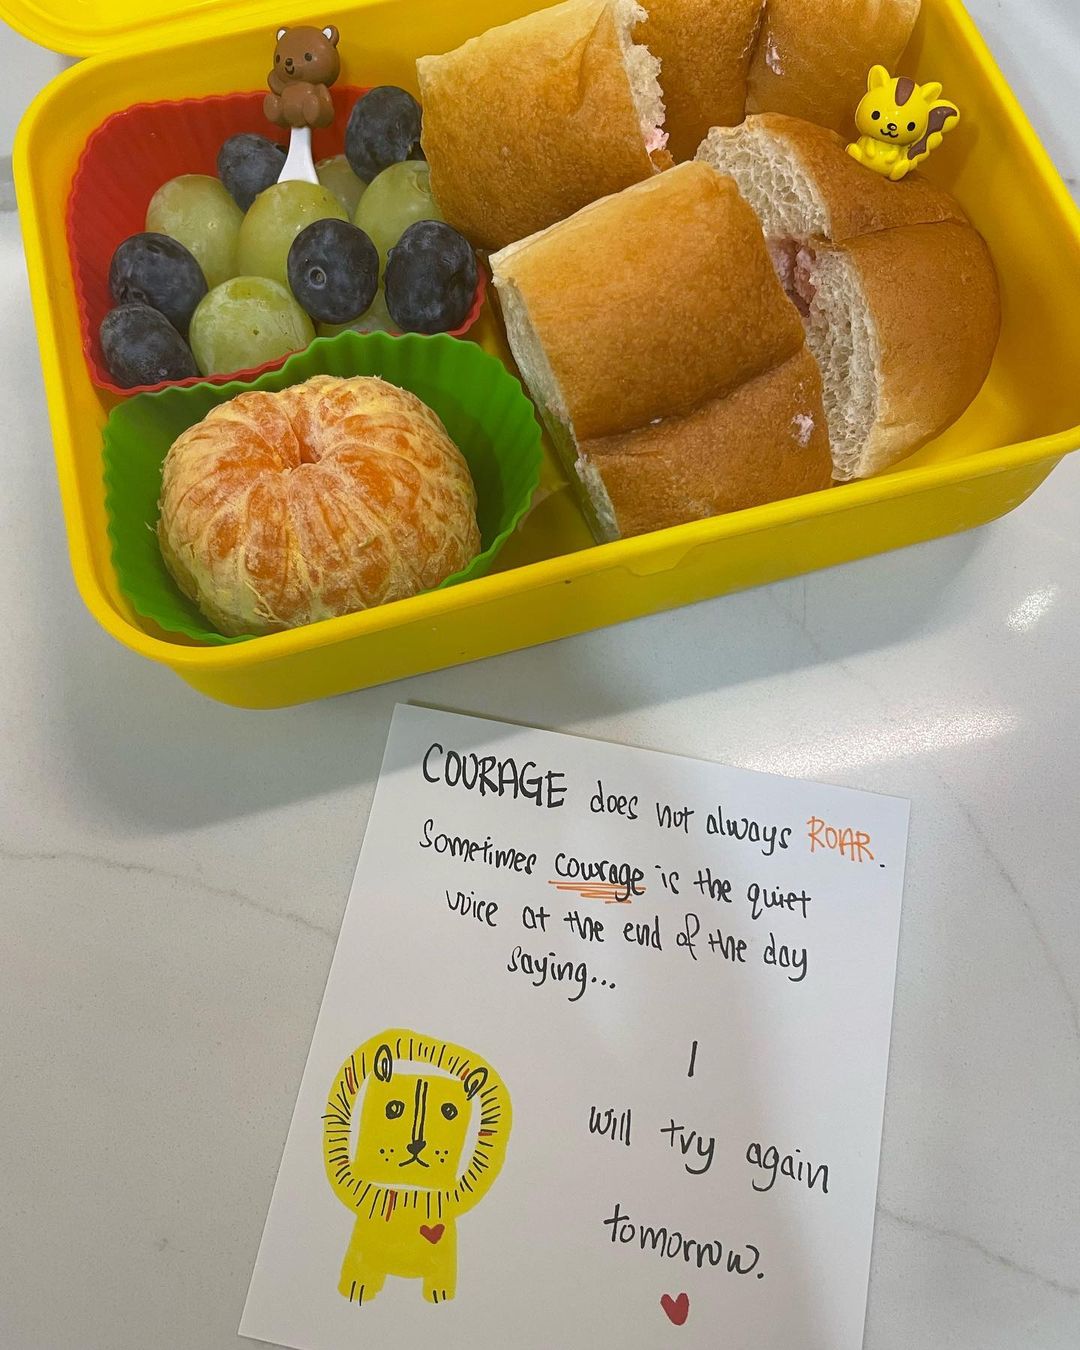 COURAGE does not always ROAR.
Sometimes courage is the quiet
voice at the end of the day
saying...
I
will try again
tomorrow.